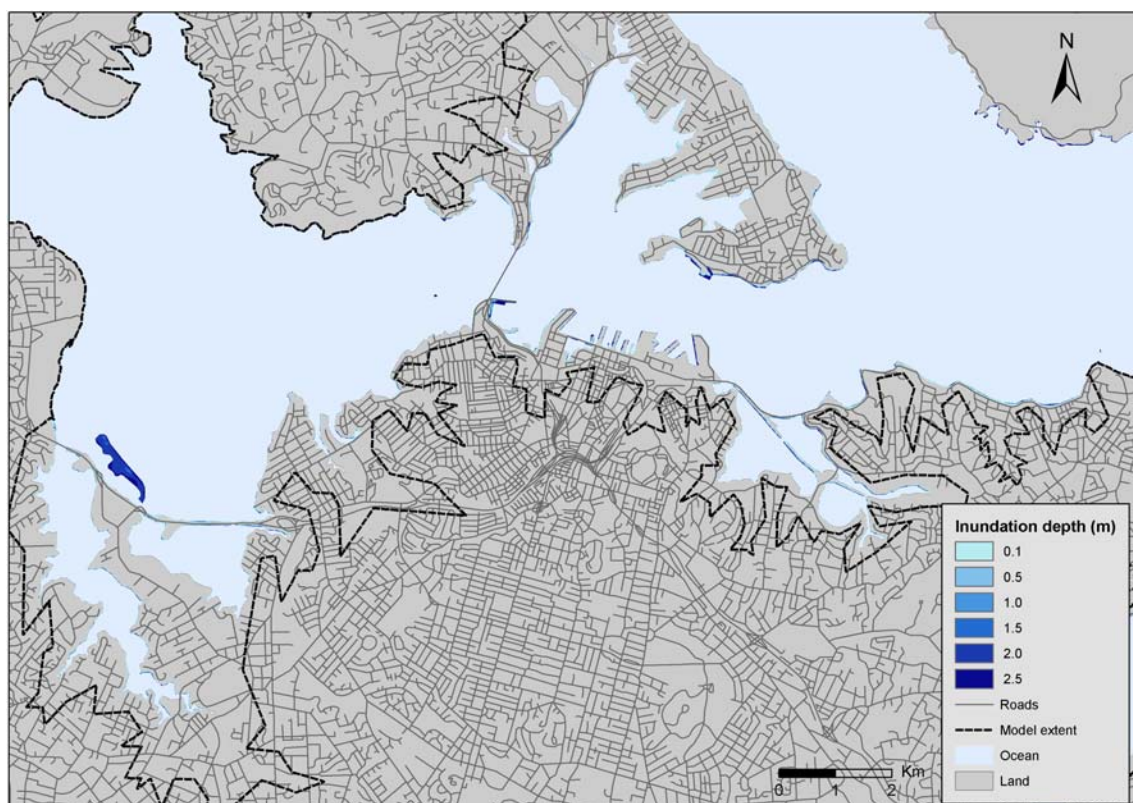 N
Inundation depth (m)
0.1
0.5
1.0
1.5
2.0
2.5
Roads
Model extent
Ocean
Land
Km
0 1 2